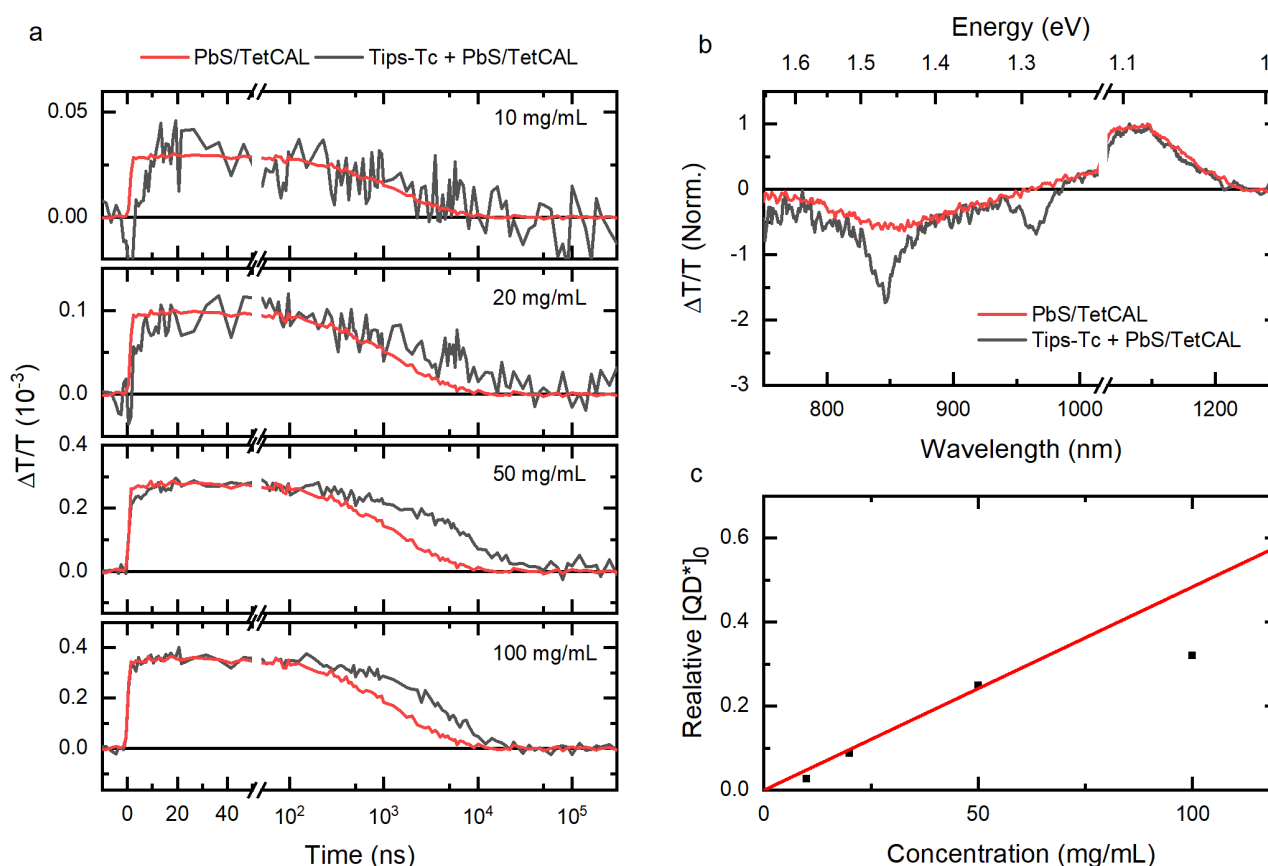 a
PbS/TetCAL
Tips-Tc + PbS/TetCAL
0.05
0.00
10 mg/mL
0.1
0.0
20 mg/mL
0.4
0.2
0.0
50 mg/mL
0.4
0.2
0.0
100 mg/mL
ΔT/T (10⁻³)
0 20 40 10² 10³ 10⁴ 10⁵
Time (ns)
b
Energy (eV)
1.6 1.5 1.4 1.3 1.1 1
1
0
-1
-2
-3
ΔT/T (Norm.)
PbS/TetCAL
Tips-Tc + PbS/TetCAL
800 900 1000 1200
Wavelength (nm)
c
0.6
0.4
0.2
0.0
Realative [QD*]₀
0 50 100
Concentration (mg/mL)